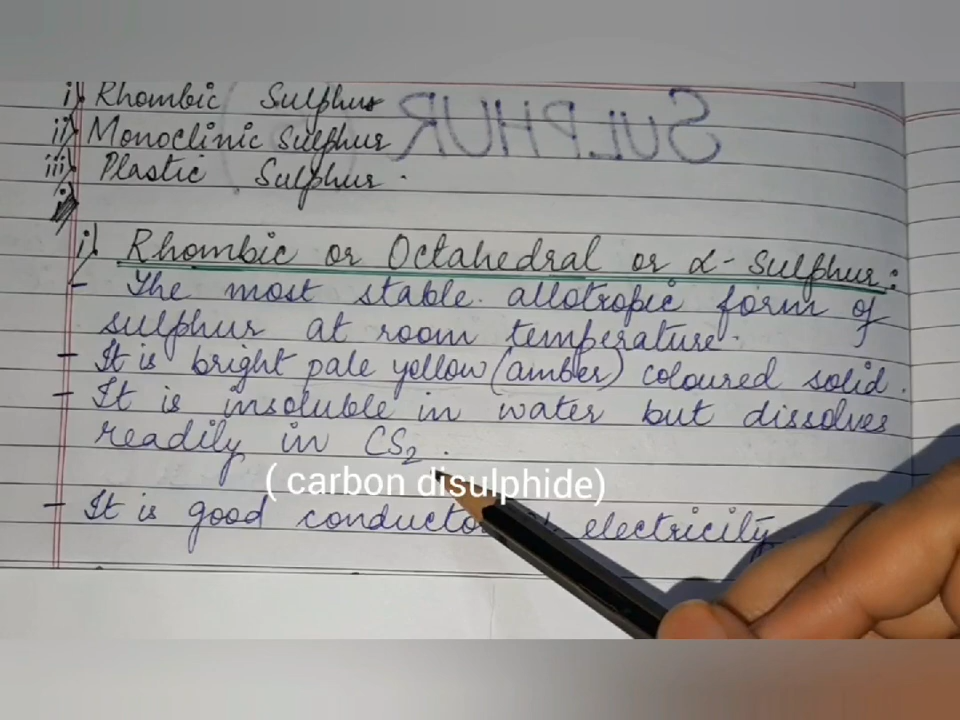 i) Rhombic Sulphur
SULPHUR
ii) Monoclinic Sulphur
iii) Plastic Sulphur.
i) Rhombic or Octahedral or α-Sulphur:
- The most stable allotropic form of
sulphur at room temperature.
- It is bright pale yellow (amber) coloured solid.
- It is insoluble in water but dissolves
readily in CS2.
( carbon disulphide)
- It is good conductor electricity